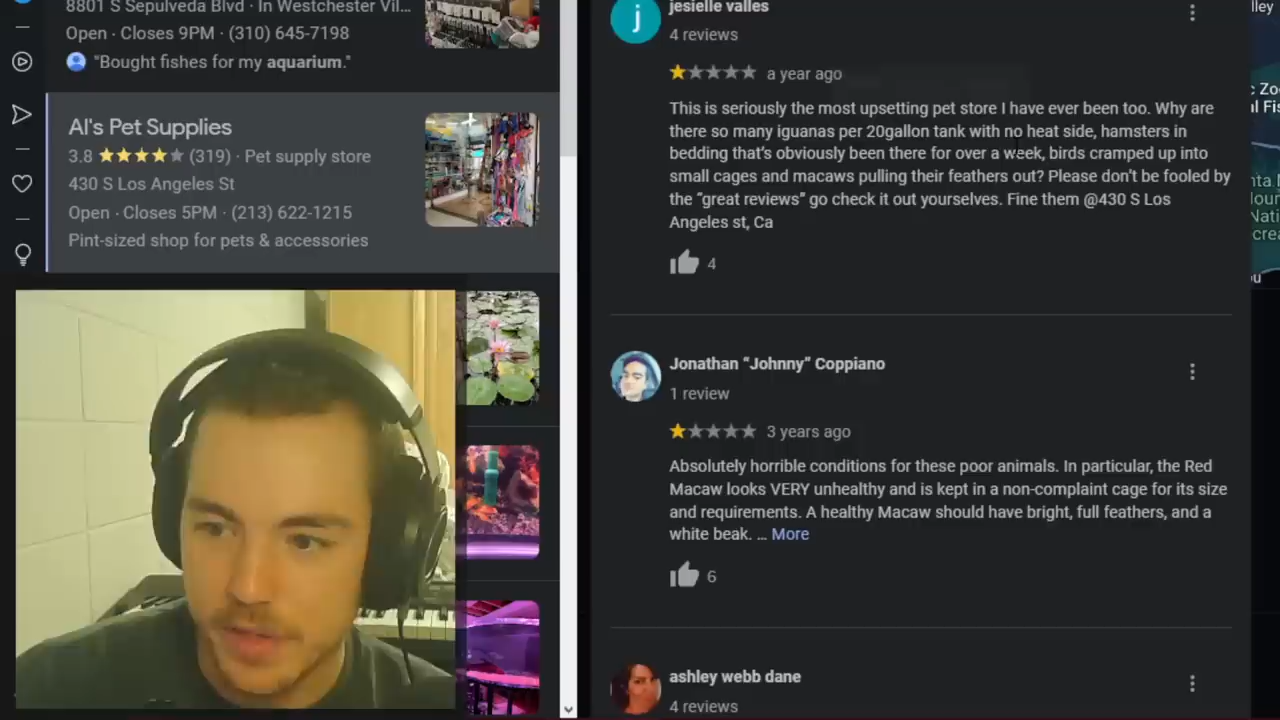 8801 S Sepulveda Blvd · In Westchester Vil...
Open · Closes 9PM · (310) 645-7198
"Bought fishes for my aquarium."
Al's Pet Supplies
3.8 (319) · Pet supply store
430 S Los Angeles St
Open · Closes 5PM · (213) 622-1215
Pint-sized shop for pets & accessories
j
jesielle valles
4 reviews
a year ago
This is seriously the most upsetting pet store I have ever been too. Why are
there so many iguanas per 20gallon tank with no heat side, hamsters in
bedding that's obviously been there for over a week, birds cramped up into
small cages and macaws pulling their feathers out? Please don't be fooled by
the "great reviews" go check it out yourselves. Fine them @430 S Los
Angeles st, Ca
4
Jonathan “Johnny” Coppiano
1 review
3 years ago
Absolutely horrible conditions for these poor animals. In particular, the Red
Macaw looks VERY unhealthy and is kept in a non-complaint cage for its size
and requirements. A healthy Macaw should have bright, full feathers, and a
white beak. … More
6
ashley webb dane
4 reviews